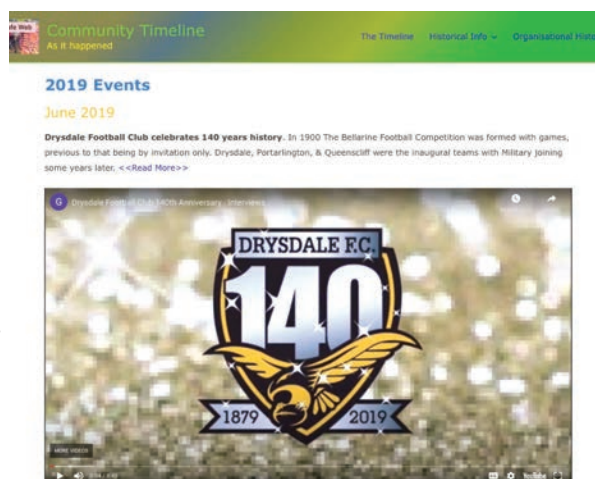 Community Timeline
As it happened
The Timeline Historical Info Organisational
2019 Events
June 2019
Drysdale Football Club celebrates 140 years history. In 1900 The Bellarine Football Competition was formed with games,
previous to that being by invitation only. Drysdale, Portarlington, & Queenscliff were the inaugural teams with Military joining
some years later. <<Read More>>
G Drysdale Football Club 140th Anniversary - Interviews
DRYSDALE F.C.
140
1879 2019
MORE VIDEOS
YouTube